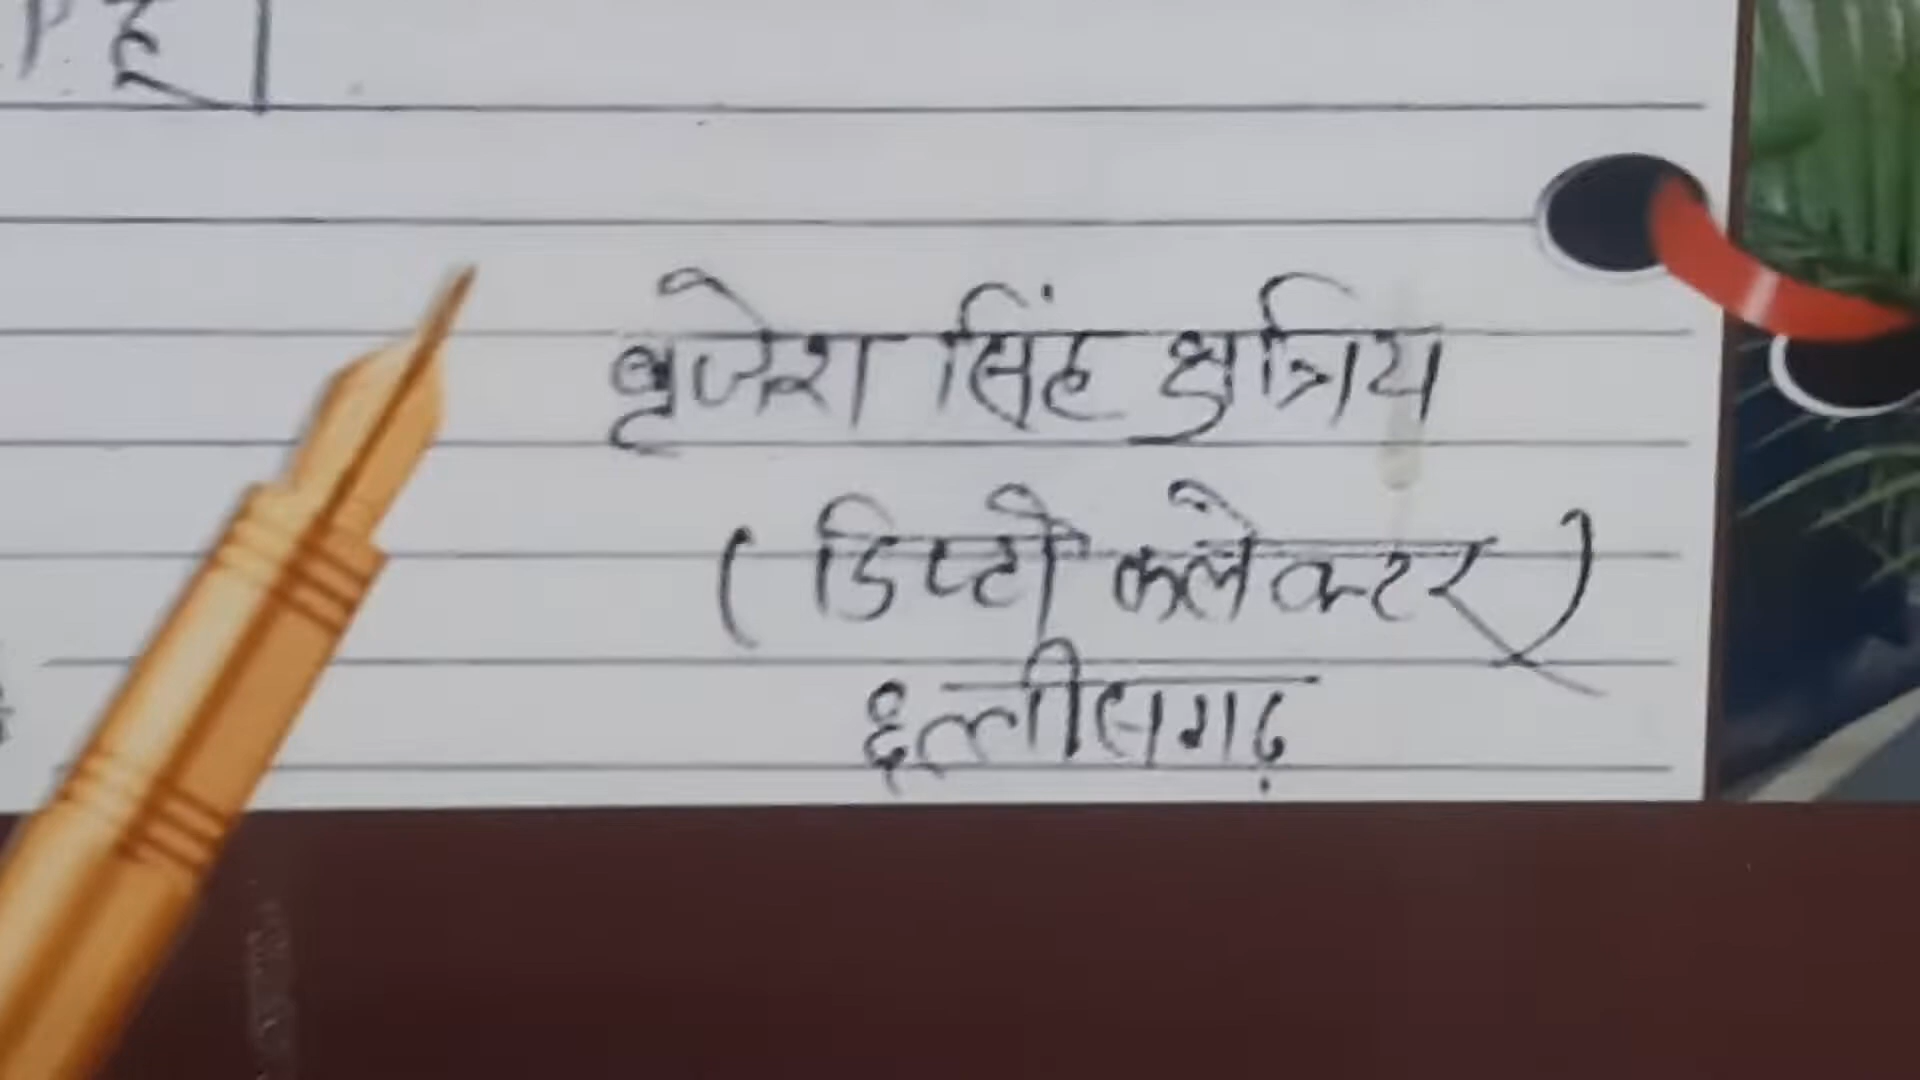 है
बृजेश सिंह क्षत्रिय
( डिप्टी कलेक्टर )
छत्तीसगढ़